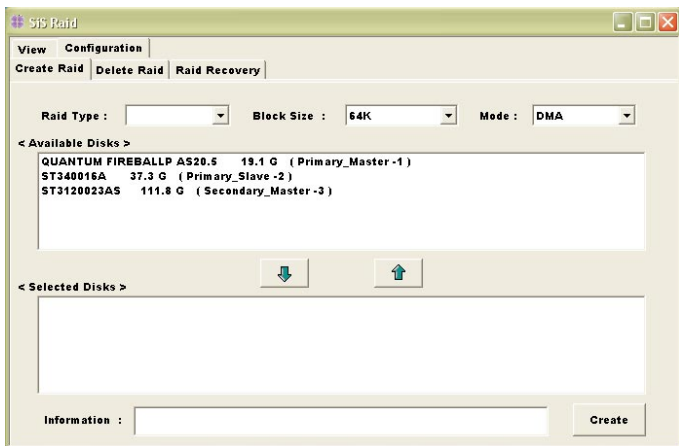 SiS Raid
View Configuration
Create Raid Delete Raid Raid Recovery
Raid Type : Block Size : 64K Mode : DMA
< Available Disks >
QUANTUM FIREBALLP AS20.5 19.1 G ( Primary_Master -1 )
ST340016A 37.3 G ( Primary_Slave -2 )
ST3120023AS 111.8 G ( Secondary_Master -3 )
< Selected Disks >
Information : Create